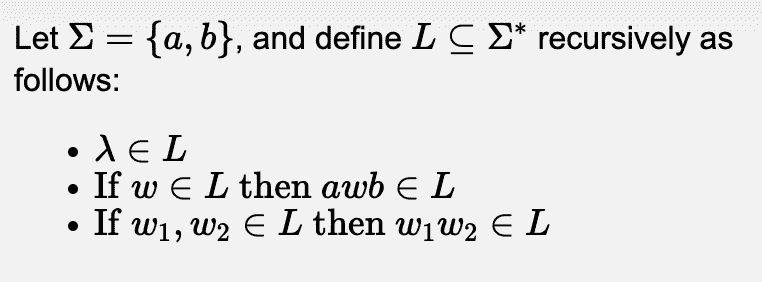 Let Σ = {a, b}, and define L ⊆ Σ* recursively as
follows:
• λ ∈ L
• If w ∈ L then awb ∈ L
• If w₁, w₂ ∈ L then w₁w₂ ∈ L